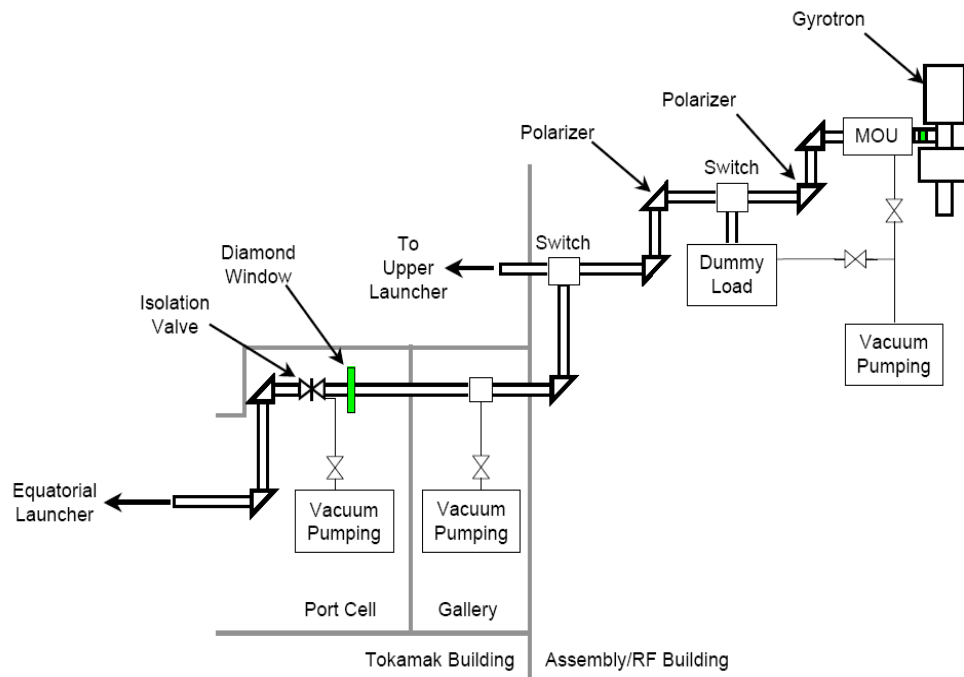 Gyrotron
Polarizer
Polarizer
MOU
Switch
Switch
Dummy
Load
To
Upper
Launcher
Diamond
Window
Isolation
Valve
Vacuum
Pumping
Equatorial
Launcher
Vacuum
Pumping
Vacuum
Pumping
Port Cell
Gallery
Tokamak Building
Assembly/RF Building